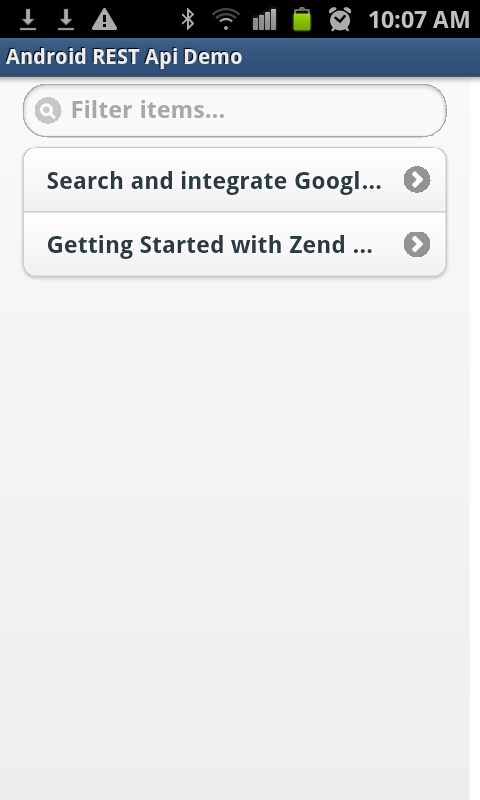 10:07 AM
Android REST Api Demo
Filter items...
Search and integrate Googl...
Getting Started with Zend ...